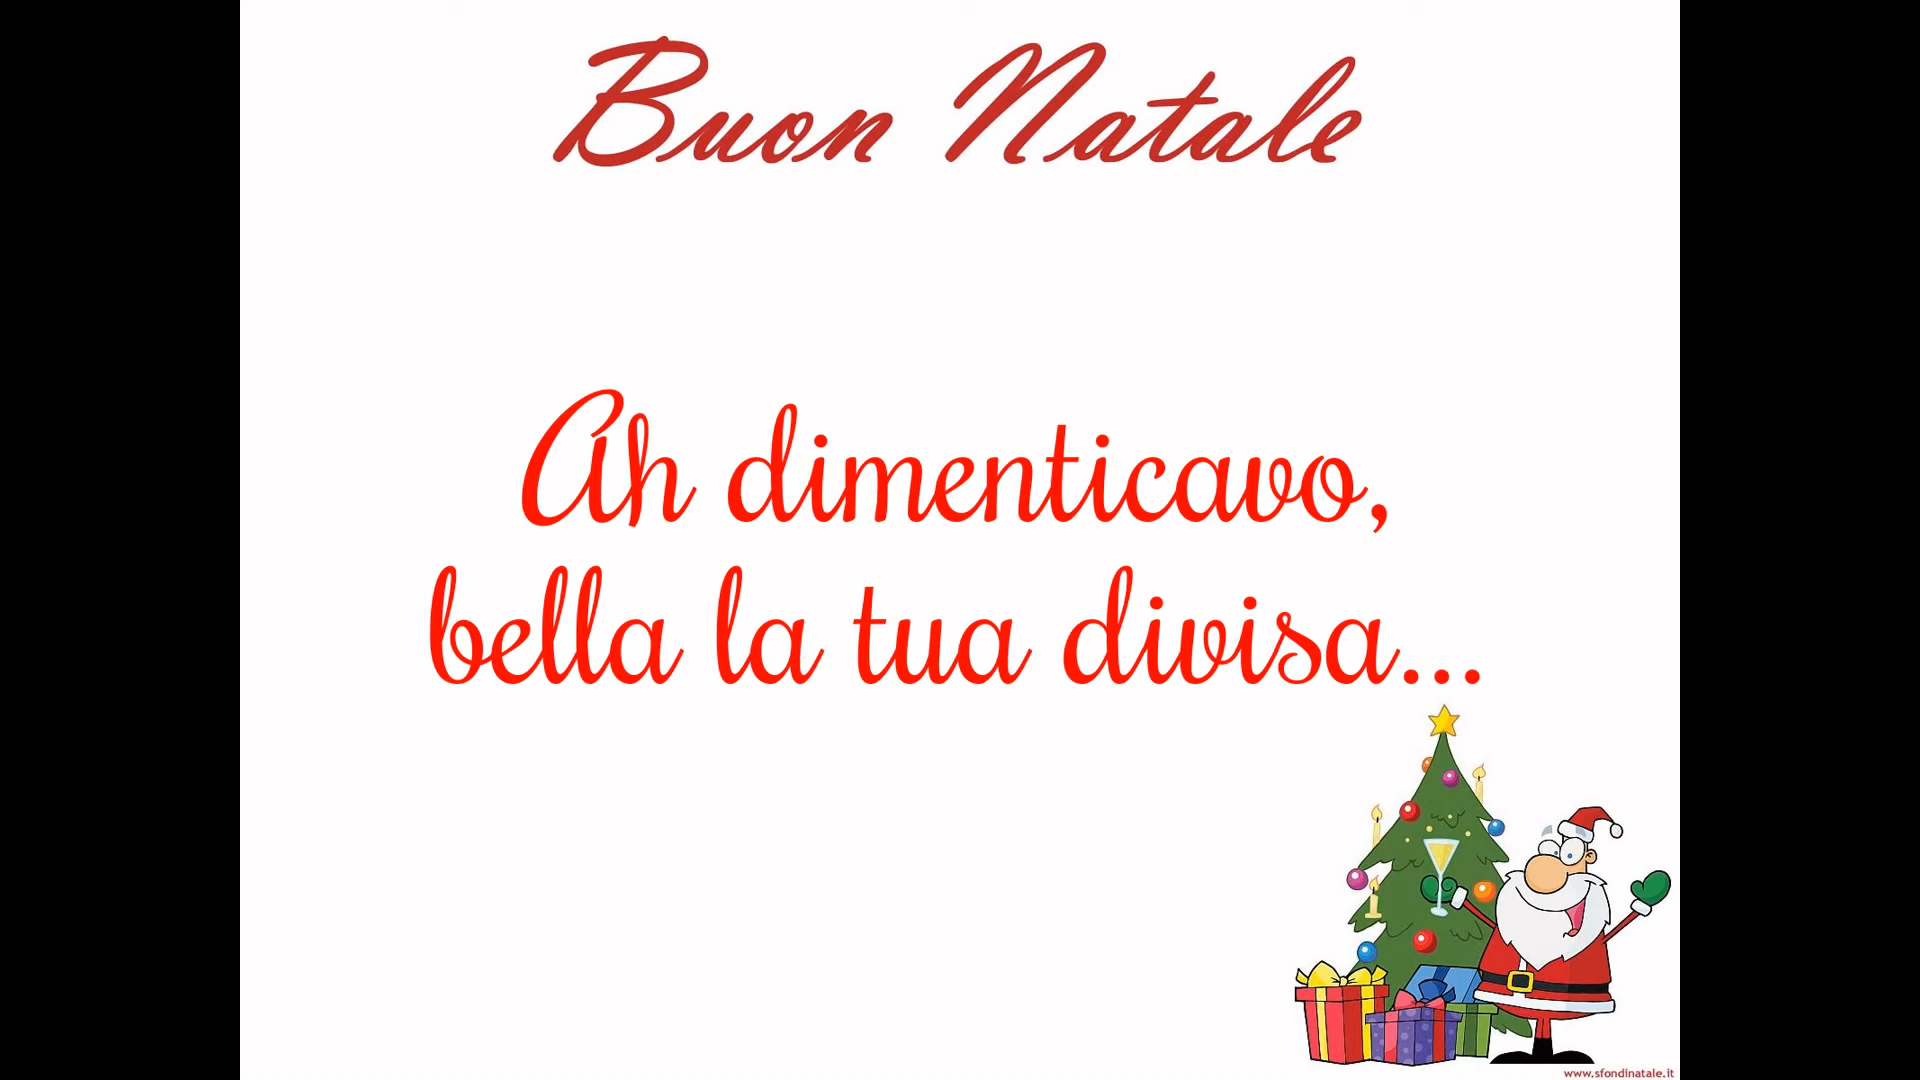 Buon Natale
Ah dimenticavo,
bella la tua divisa...
www.sfondinatale.it